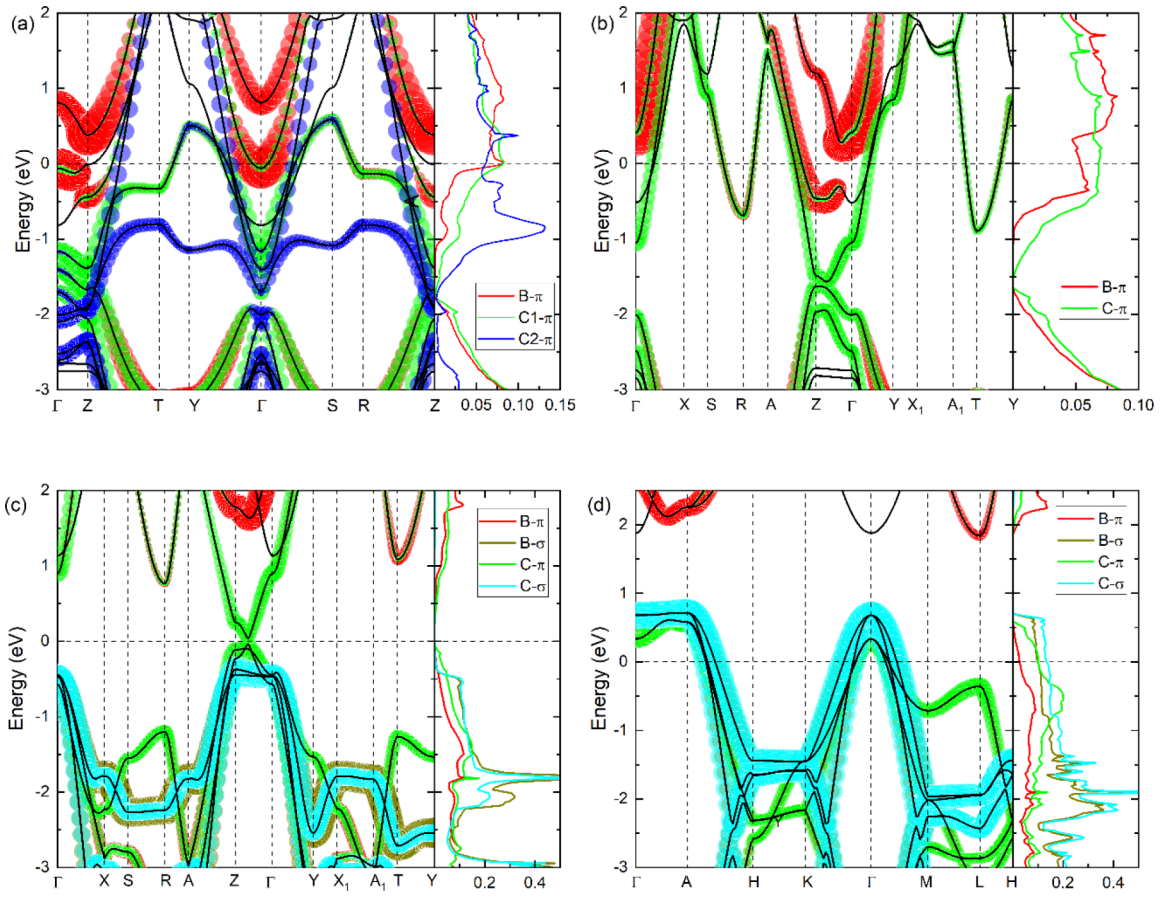 (a)
2
1
0
-1
-2
-3
Energy (eV)
Γ Z T Y Γ S R Z
0.05 0.10 0.15
B-π
C1-π
C2-π
(b)
2
1
0
-1
-2
-3
Energy (eV)
Γ X S R A Z Γ Y X1 A1 T Y
0.05 0.10
B-π
C-π
(c)
2
1
0
-1
-2
-3
Energy (eV)
Γ X S R A Z Γ Y X1 A1 T Y
0.2 0.4
B-π
B-σ
C-π
C-σ
(d)
2
1
0
-1
-2
-3
Energy (eV)
Γ A H K Γ M L H
0.2 0.4
B-π
B-σ
C-π
C-σ